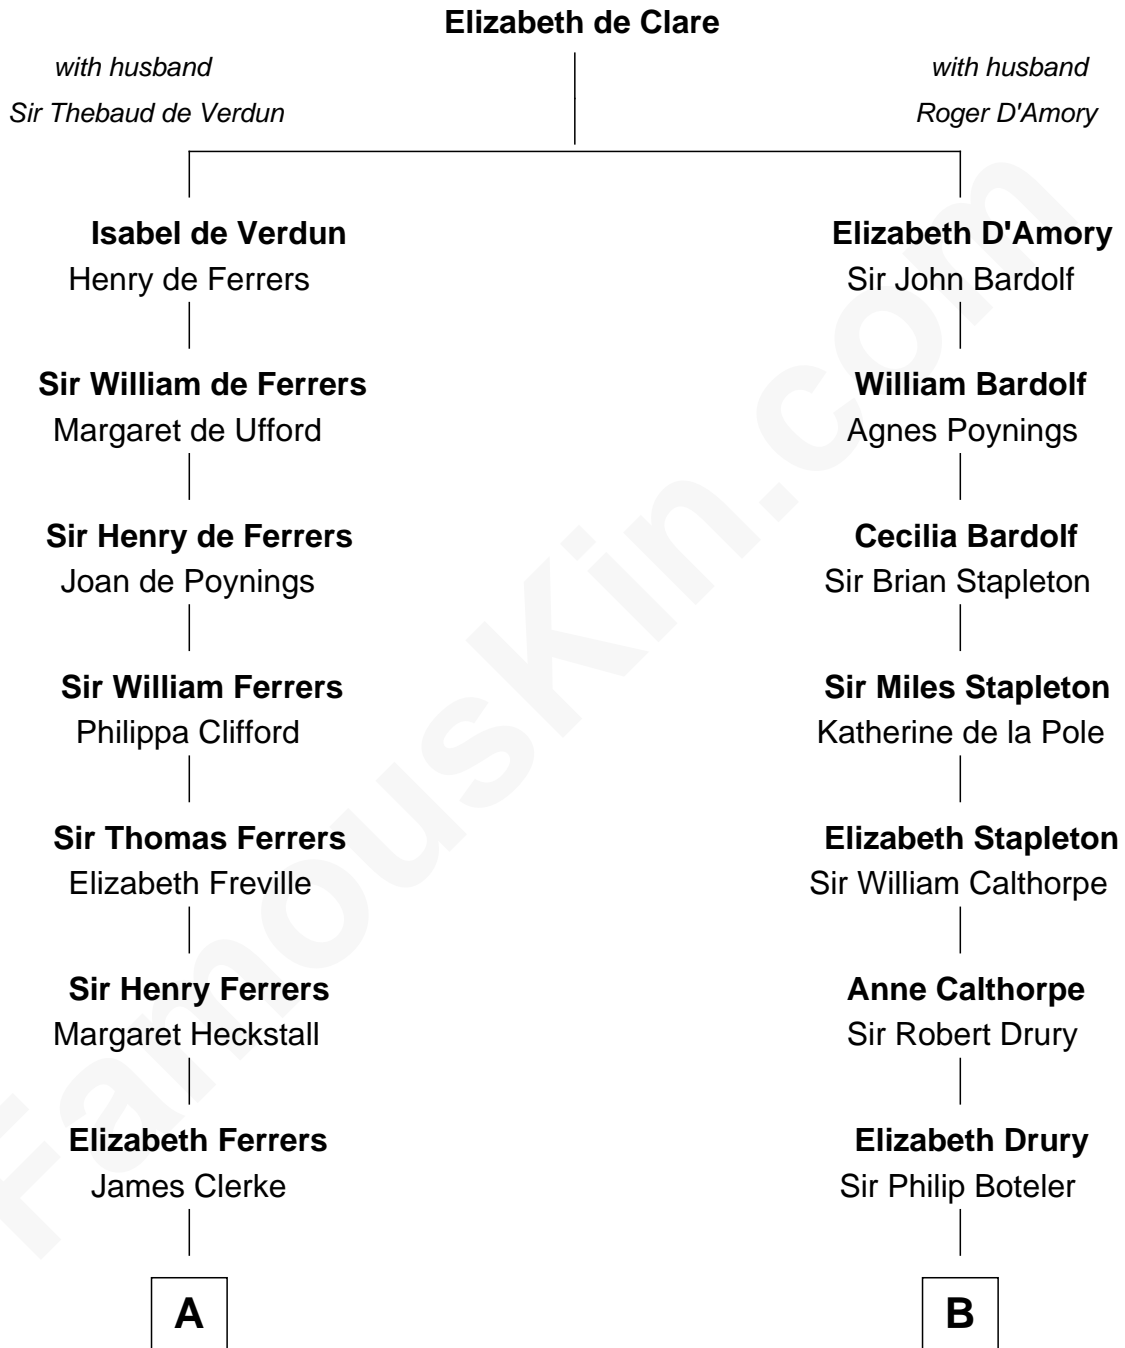 Elizabeth de Clare
with husband
Sir Thebaud de Verdun
with husband
Roger D'Amory
Isabel de Verdun
Henry de Ferrers
Sir William de Ferrers
Margaret de Ufford
Sir Henry de Ferrers
Joan de Poynings
Sir William Ferrers
Philippa Clifford
Sir Thomas Ferrers
Elizabeth Freville
Sir Henry Ferrers
Margaret Heckstall
Elizabeth Ferrers
James Clerke
A
Elizabeth D'Amory
Sir John Bardolf
William Bardolf
Agnes Poynings
Cecilia Bardolf
Sir Brian Stapleton
Sir Miles Stapleton
Katherine de la Pole
Elizabeth Stapleton
Sir William Calthorpe
Anne Calthorpe
Sir Robert Drury
Elizabeth Drury
Sir Philip Boteler
B
FamousKin.com